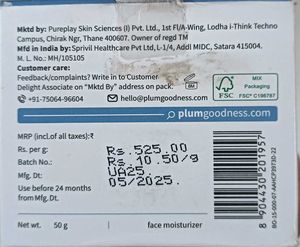 Mktd by: Pureplay Skin Sciences (I) Pvt. Ltd., 1st Fl/A-Wing, Lodha i-Think Techno
Campus, Chirak Ngr, Thane 400607. Owner of regd TM
Mfd in India by: Sprivil Healthcare Pvt Ltd, L-1/4, Addl MIDC, Satara 415004.
M. L. No.: MH/105105
Customer care:
Feedback/complaints? Write in to Customer
Delight Associate on "Mktd By" address on pack.
+91-75064-96604
hello@plumgoodness.com
6M
FSC
MIX
Packaging
FSC® C196787
plumgoodness.com
MRP (incl.of all taxes):₹
Rs. per g:
Batch No.:
Mfg. Dt:
Use before 24 months
from Mfg. Dt.
Rs.525.00
Rs.10.50/g
UA25
05/2025.
Net wt. 50 g
face moisturizer
8 904430 201957